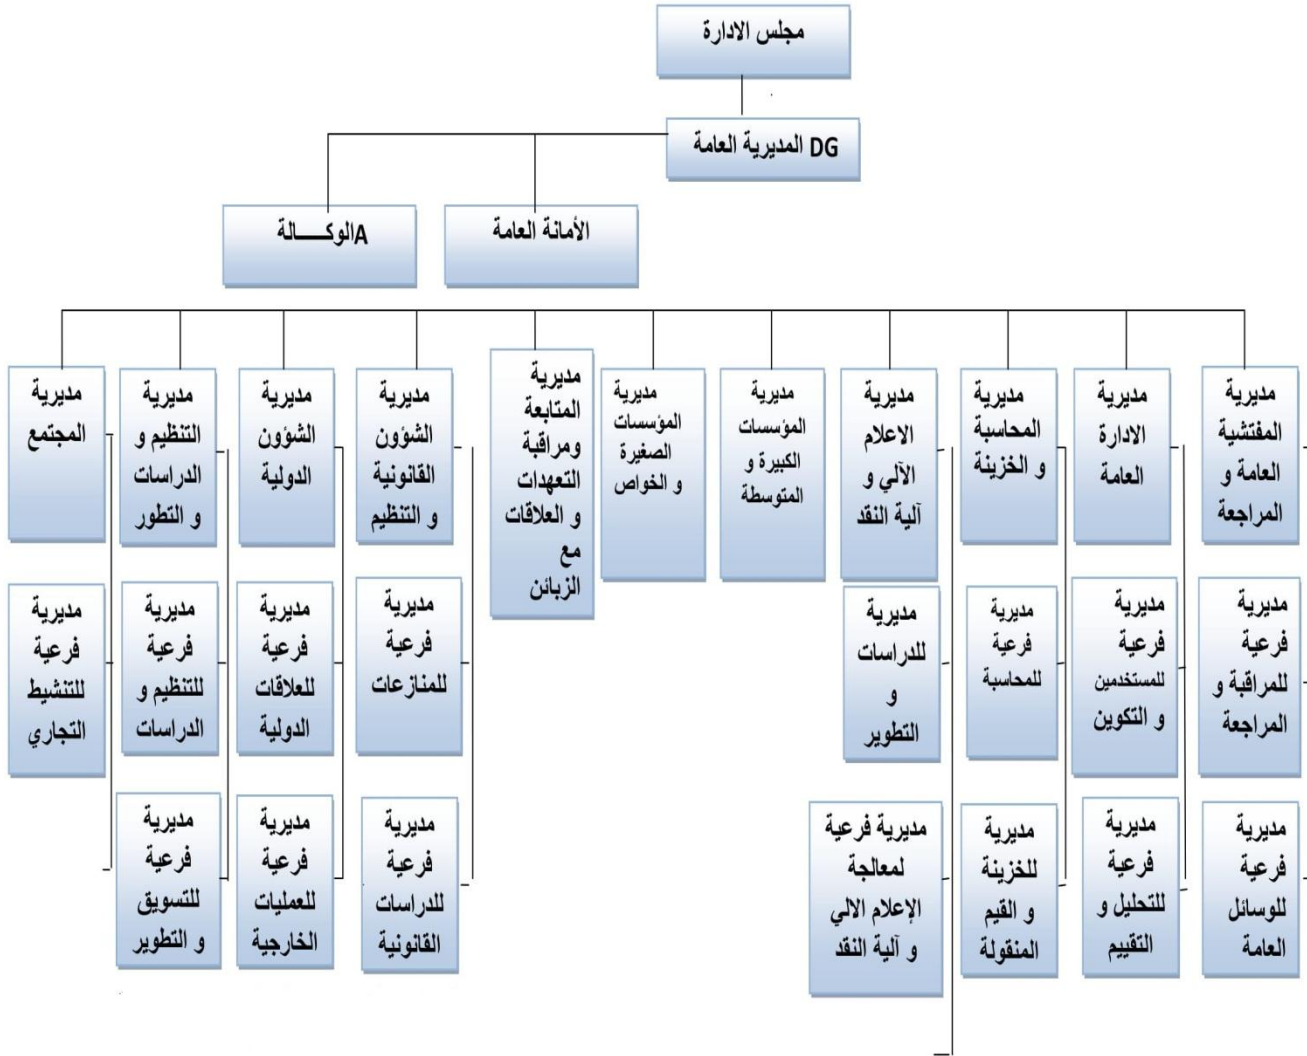 مجلس الادارة
DG المديرية العامة
الأمانة العامة
Aالوكـــــالة
مديرية
المفتشية
العامة و
المراجعة
مديرية
الادارة
العامة
مديرية
المحاسبة
و الخزينة
مديرية
الاعلام
الآلي و
آلية النقد
مديرية
المؤسسات
الكبيرة و
المتوسطة
مديرية
المؤسسات
الصغيرة
و الخواص
مديرية
المتابعة
ومراقبة
التعهدات
و العلاقات
مع
الزبائن
مديرية
الشؤون
القانونية
و التنظيم
مديرية
الشؤون
الدولية
مديرية
التنظيم و
الدراسات
و التطور
مديرية
المجتمع
مديرية
فرعية
للمراقبة و
المراجعة
مديرية
فرعية
للمستخدمين
و التكوين
مديرية
فرعية
للمحاسبة
مديرية
للدراسات
و
التطوير
مديرية
فرعية
للمنازعات
مديرية
فرعية
للعلاقات
الدولية
مديرية
فرعية
للتنظيم و
الدراسات
مديرية
فرعية
للتنشيط
التجاري
مديرية
فرعية
للوسائل
العامة
مديرية
فرعية
للتحليل و
التقييم
مديرية
للخزينة
و القيم
المنقولة
مديرية فرعية
لمعالجة
الإعلام الالي
و آلية النقد
مديرية
فرعية
للدراسات
القانونية
مديرية
فرعية
للعمليات
الخارجية
مديرية
فرعية
للتسويق
و التطوير